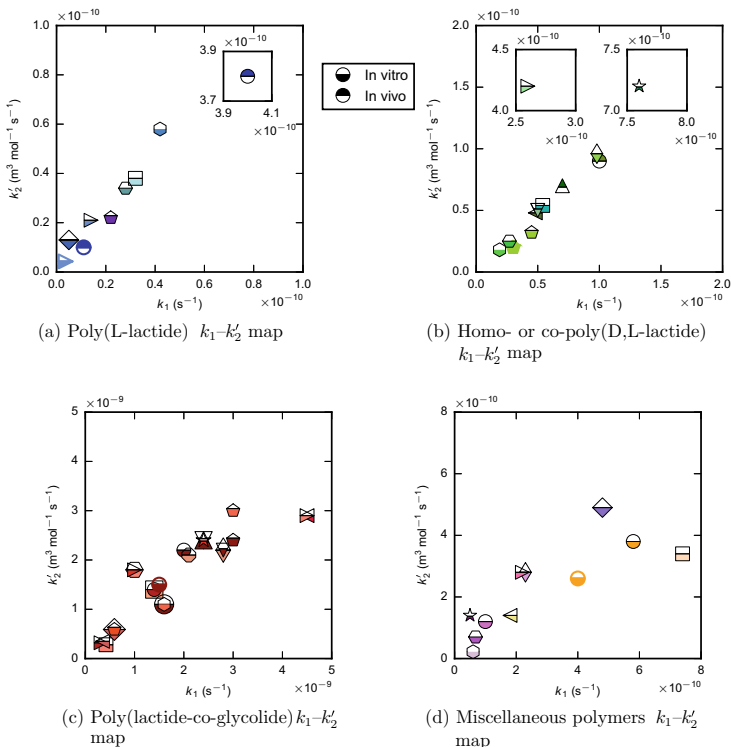 ×10⁻¹⁰
1.0
0.8
0.6
0.4
0.2
0.0
k₂′ (m³ mol⁻¹ s⁻¹)
×10⁻¹⁰
3.9
3.7
3.9 4.1
×10⁻¹⁰
0.0 0.2 0.4 0.6 0.8 1.0
k₁ (s⁻¹) ×10⁻¹⁰
(a) Poly(L-lactide) k₁–k₂′ map
In vitro
In vivo
×10⁻¹⁰
2.0
1.5
1.0
0.5
0.0
k₂′ (m³ mol⁻¹ s⁻¹)
×10⁻¹⁰
4.5
4.0
2.5 3.0
×10⁻¹⁰
×10⁻¹⁰
7.5
7.0
7.5 8.0
×10⁻¹⁰
0.0 0.5 1.0 1.5 2.0
k₁ (s⁻¹) ×10⁻¹⁰
(b) Homo- or co-poly(D,L-lactide)
k₁–k₂′ map
×10⁻⁹
5
4
3
2
1
0
k₂′ (m³ mol⁻¹ s⁻¹)
0 1 2 3 4 5
k₁ (s⁻¹) ×10⁻⁹
(c) Poly(lactide-co-glycolide) k₁–k₂′
map
×10⁻¹⁰
8
6
4
2
0
k₂′ (m³ mol⁻¹ s⁻¹)
0 2 4 6 8
k₁ (s⁻¹) ×10⁻¹⁰
(d) Miscellaneous polymers k₁–k₂′
map